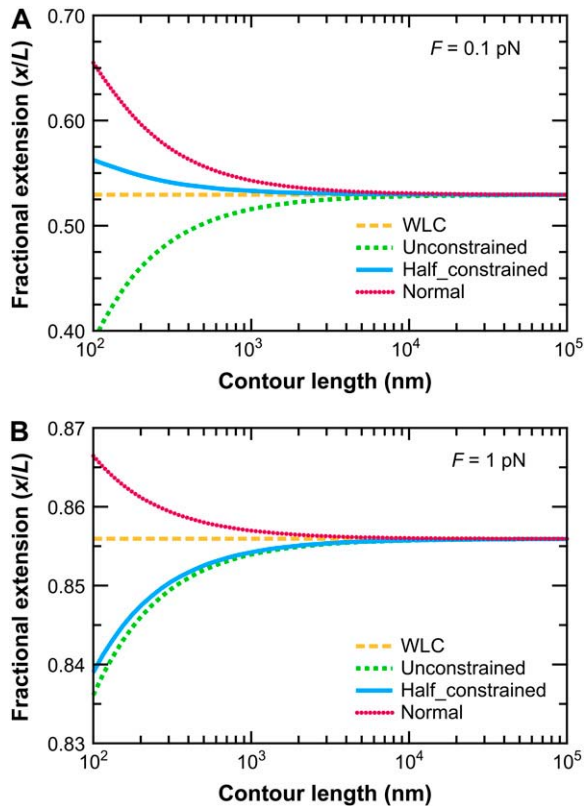 A
F = 0.1 pN
Fractional extension (x/L)
0.70
0.60
0.50
0.40
WLC
Unconstrained
Half_constrained
Normal
10² 10³ 10⁴ 10⁵
Contour length (nm)
B
F = 1 pN
Fractional extension (x/L)
0.87
0.86
0.85
0.84
0.83
WLC
Unconstrained
Half_constrained
Normal
10² 10³ 10⁴ 10⁵
Contour length (nm)